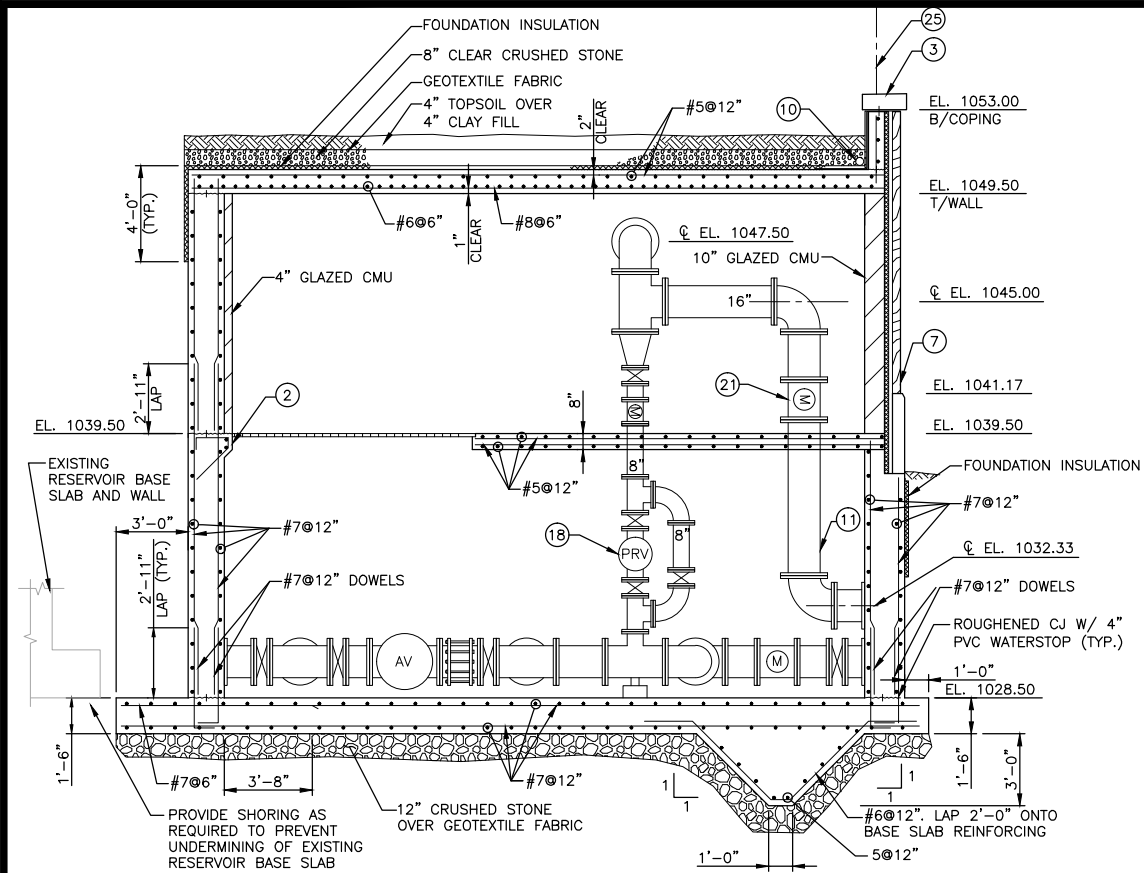 FOUNDATION INSULATION
8" CLEAR CRUSHED STONE
GEOTEXTILE FABRIC
4" TOPSOIL OVER
4" CLAY FILL
2"
CLEAR
#5@12"
10
25
3
EL. 1053.00
B/COPING
4'-0"
(TYP.)
#6@6"
1"
CLEAR
#8@6"
EL. 1049.50
T/WALL
℄ EL. 1047.50
10" GLAZED CMU
4" GLAZED CMU
16"
℄ EL. 1045.00
7
21
M
M
2'-11"
LAP
2
8"
EL. 1041.17
EL. 1039.50
EL. 1039.50
EXISTING
RESERVOIR BASE
SLAB AND WALL
8"
#5@12"
FOUNDATION INSULATION
#7@12"
3'-0"
#7@12"
18
PRV
8"
11
℄ EL. 1032.33
2'-11"
LAP (TYP.)
#7@12" DOWELS
#7@12" DOWELS
ROUGHENED CJ W/ 4"
PVC WATERSTOP (TYP.)
AV
M
1'-0"
EL. 1028.50
1'-6"
#7@6"
3'-8"
#7@12"
1
1
1
1
1'-6"
3'-0"
PROVIDE SHORING AS
REQUIRED TO PREVENT
UNDERMINING OF EXISTING
RESERVOIR BASE SLAB
12" CRUSHED STONE
OVER GEOTEXTILE FABRIC
#6@12". LAP 2'-0" ONTO
BASE SLAB REINFORCING
1'-0"
5@12"